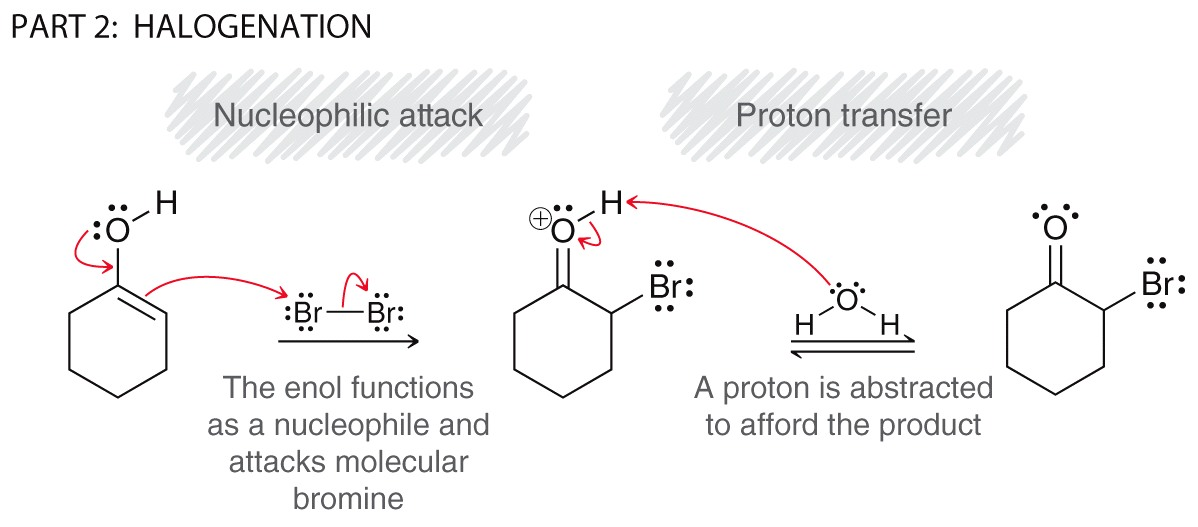 PART 2: HALOGENATION
Nucleophilic attack
Proton transfer
H
O
Br
Br
The enol functions
as a nucleophile and
attacks molecular
bromine
⊕
H
O
Br
O
H
H
A proton is abstracted
to afford the product
O
Br